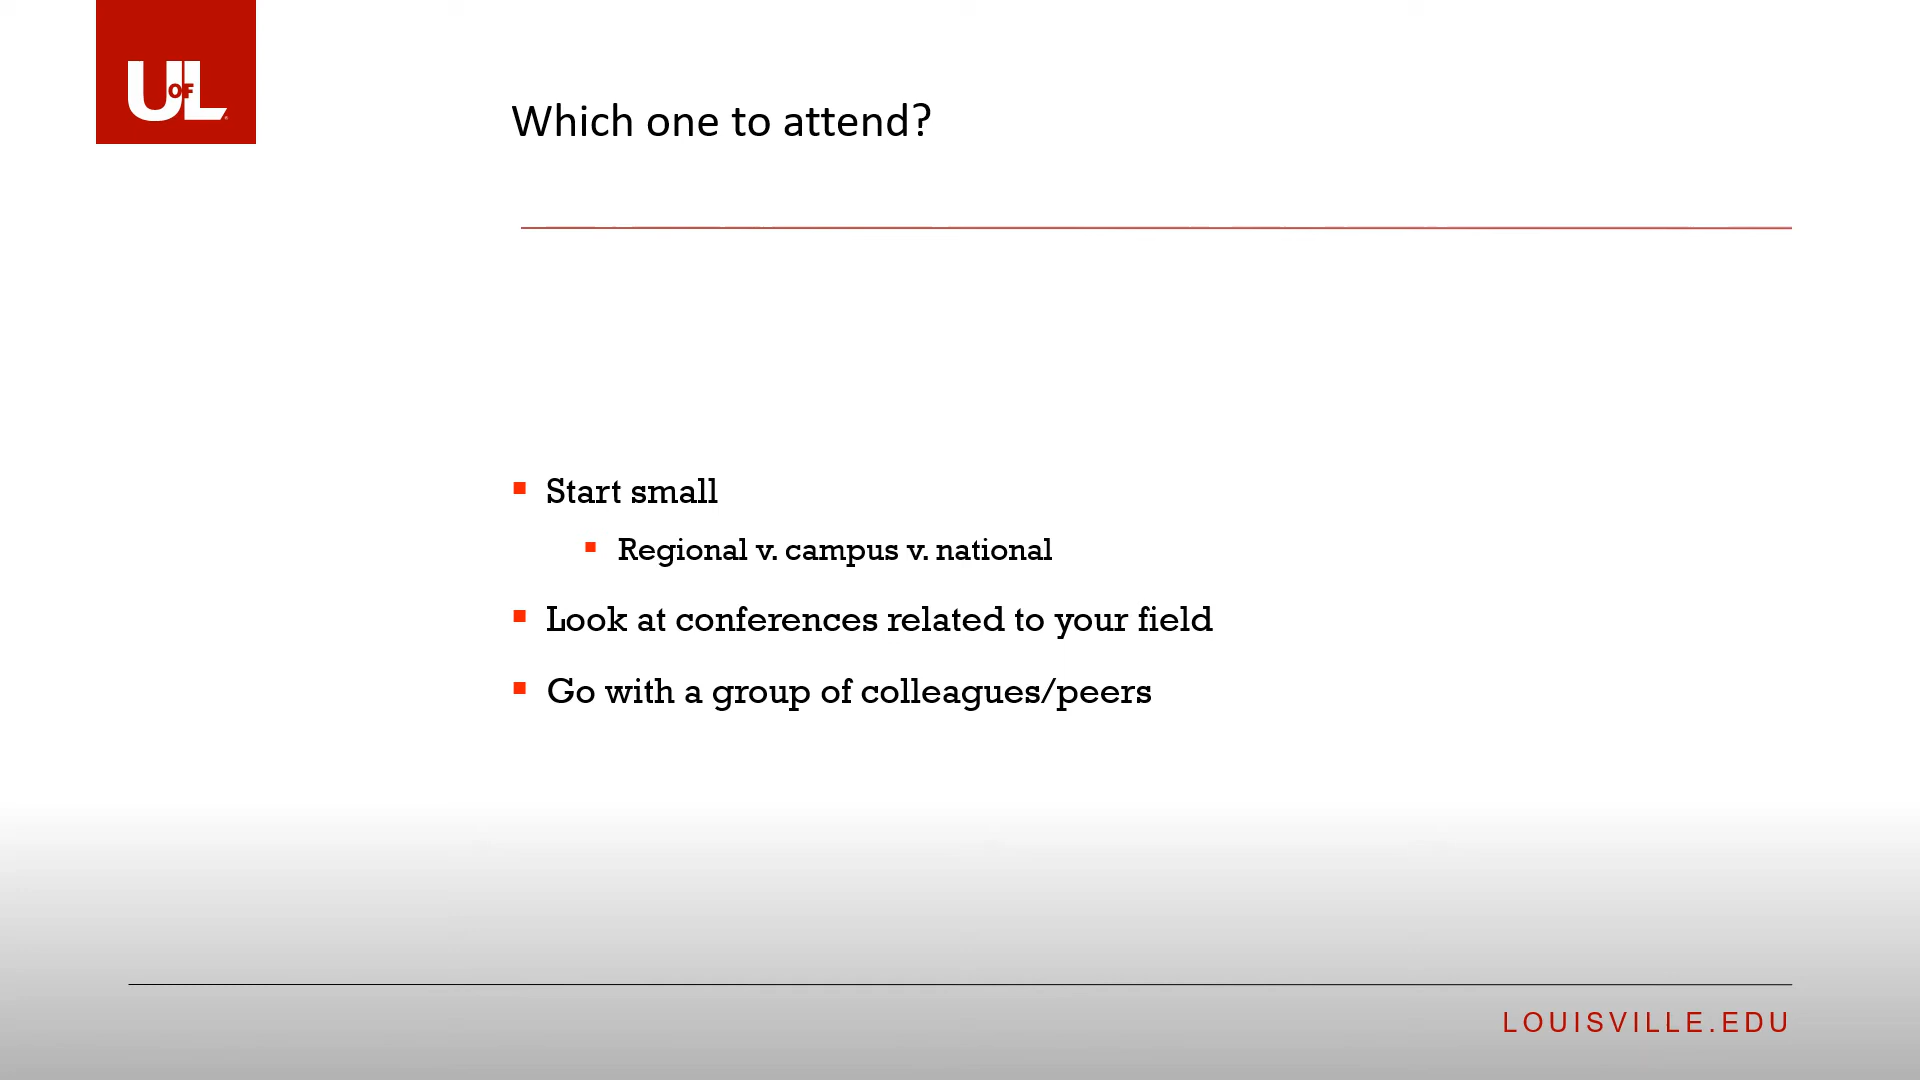 UofL
Which one to attend?
Start small
Regional v. campus v. national
Look at conferences related to your field
Go with a group of colleagues/peers
LOUISVILLE.EDU